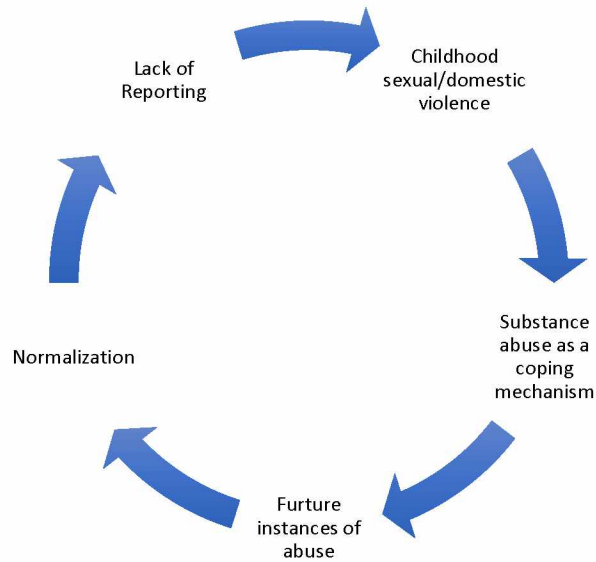 Childhood
sexual/domestic
violence
Substance
abuse as a
coping
mechanism
Furture
instances of
abuse
Normalization
Lack of
Reporting